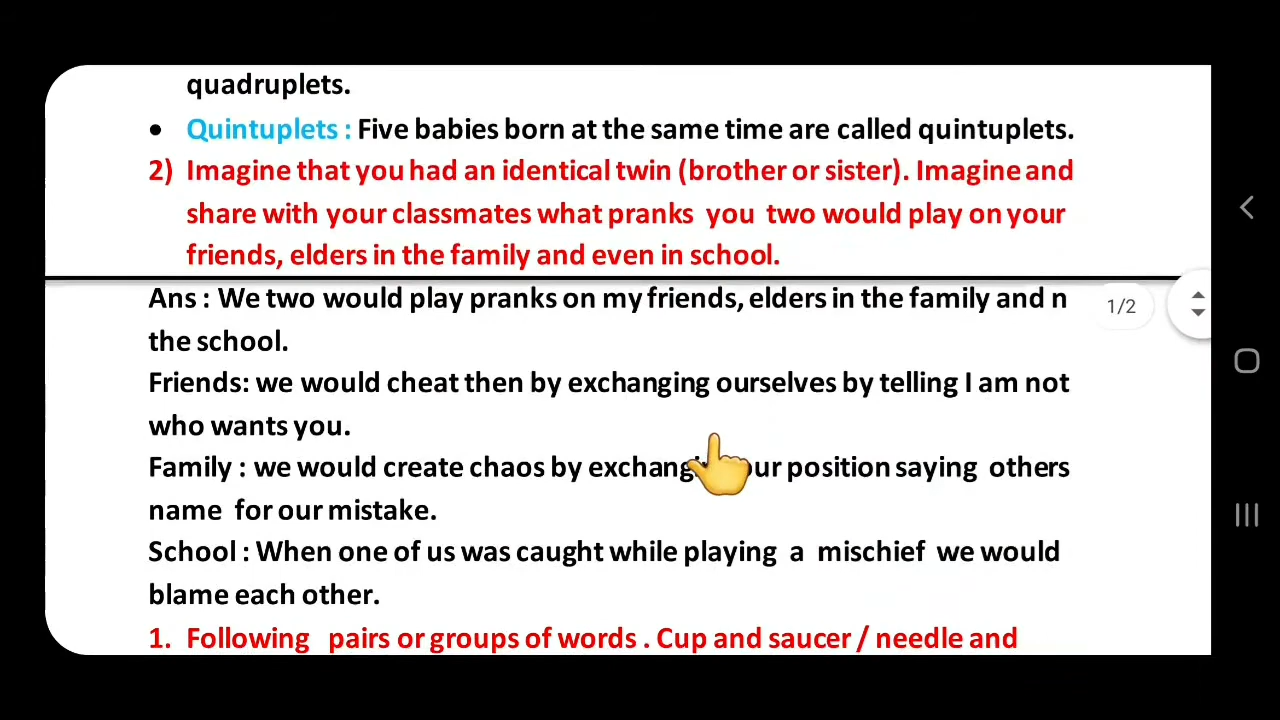 quadruplets.
• Quintuplets : Five babies born at the same time are called quintuplets.
2) Imagine that you had an identical twin (brother or sister). Imagine and
share with your classmates what pranks you two would play on your
friends, elders in the family and even in school.
Ans : We two would play pranks on my friends, elders in the family and n
1/2
the school.
Friends: we would cheat then by exchanging ourselves by telling I am not
who wants you.
Family : we would create chaos by position saying others
name for our mistake.
School : When one of us was caught while playing a mischief we would
blame each other.
1. Following pairs or groups of words . Cup and saucer / needle and